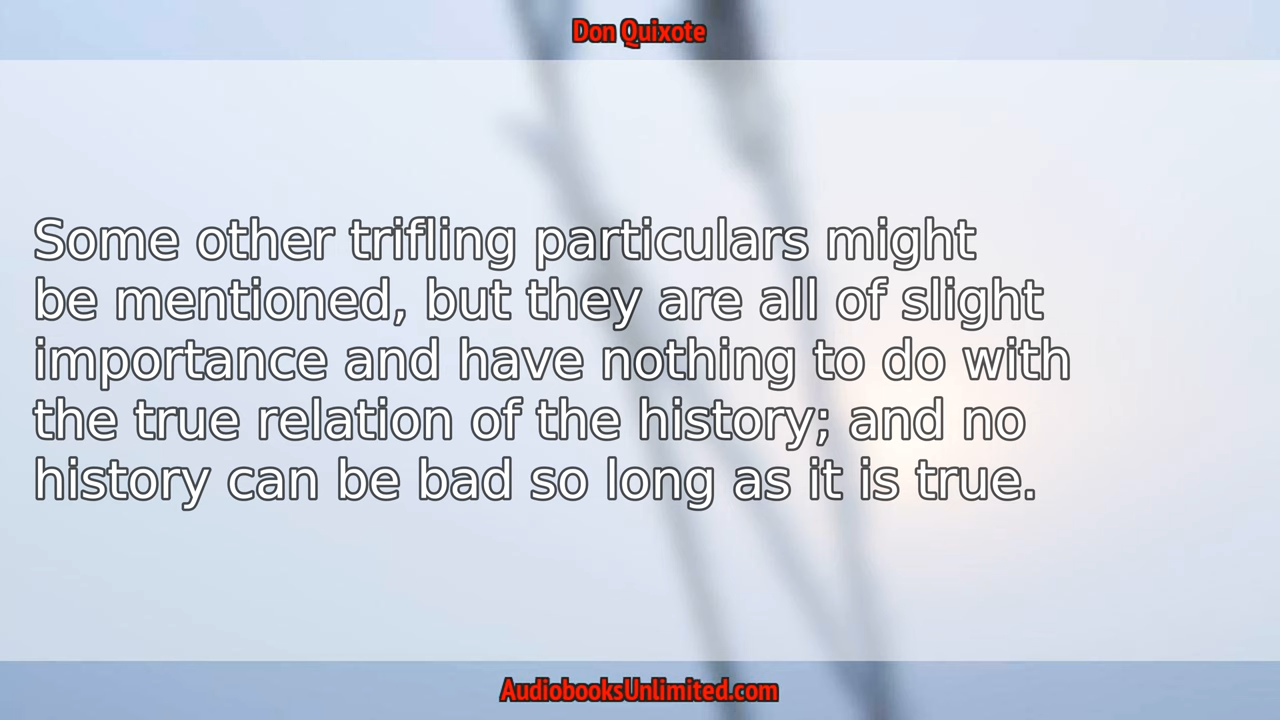 Don Quixote
Some other trifling particulars might
be mentioned, but they are all of slight
importance and have nothing to do with
the true relation of the history; and no
history can be bad so long as it is true.
AudiobooksUnlimited.com